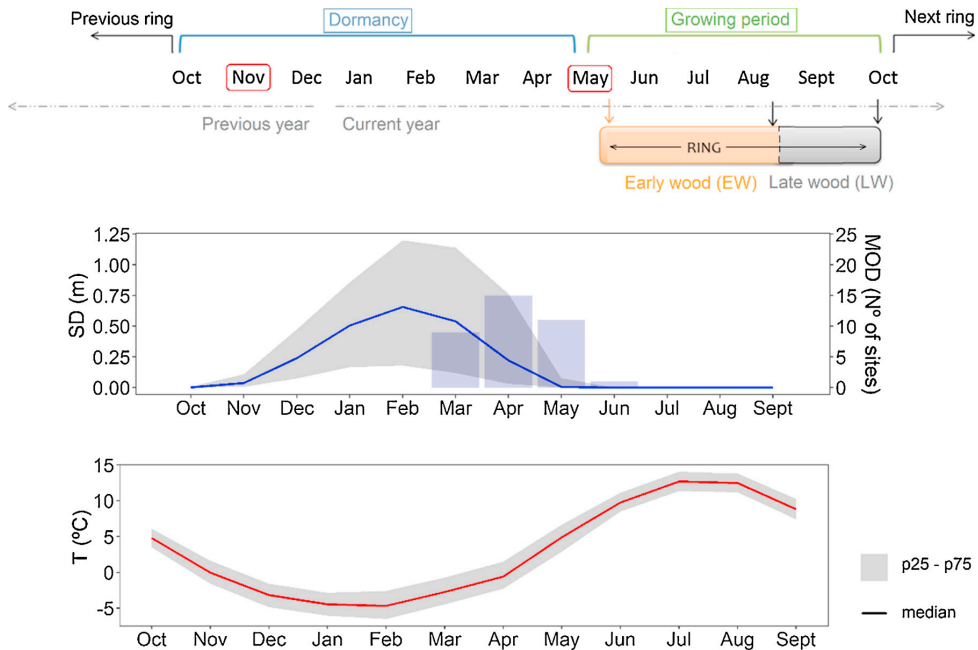 Previous ring Dormancy Growing period Next ring
Oct Nov Dec Jan Feb Mar Apr May Jun Jul Aug Sept Oct
Previous year Current year
RING
Early wood (EW) Late wood (LW)
SD (m)
1.25
1.00
0.75
0.50
0.25
0.00
25
20
15
10
5
0
MOD (Nº of sites)
Oct Nov Dec Jan Feb Mar Apr May Jun Jul Aug Sept
T (ºC)
15
10
5
0
-5
Oct Nov Dec Jan Feb Mar Apr May Jun Jul Aug Sept
p25 - p75
median